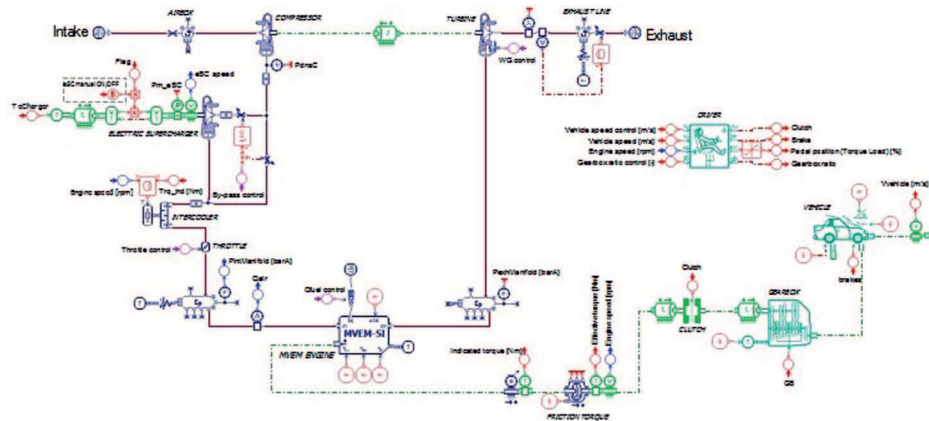 AIRBOX
COMPRESSOR
TURBINE
EXHAUST LINE
Intake
Exhaust
WG control
Flag
eSC speed
PdnsC
eSC manual ON/OFF
Pm_eSC
ELECTRIC SUPERCHARGER
DRIVER
Vehicle speed control [m/s]
Clutch
Vehicle speed [m/s]
Brake
Engine speed [rpm]
Pedal position (Torque Load) [%]
Gearbox ratio control [-]
Gearbox ratio
By-pass control
Engine speed [rpm]
Trq_ind [Nm]
INTERCOOLER
Vvehicle [m/s]
VEHICLE
Throttle control
THROTTLE
PintManifold [barA]
PexhManifold [barA]
brakes
Qair
Qfuel control
Clutch
GEARBOX
MVEM-SI
CLUTCH
Effective torque [Nm]
Engine speed [rpm]
MVEM ENGINE
Indicated torque [Nm]
GB
FRICTION TORQUE